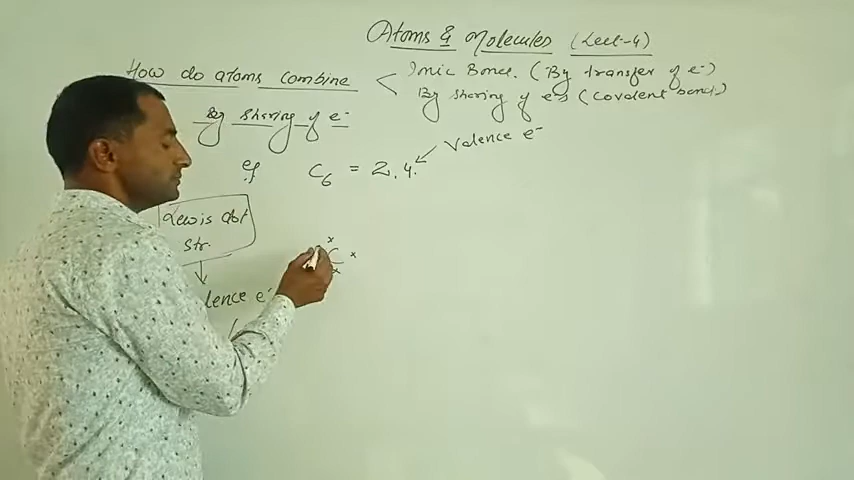 Atoms & Molecules (Lect-4)
How do atoms combine
Ionic Bond. (By transfer of e-)
By sharing of e-s (Covalent bond)
By sharing of e-
eg C6 = 2,4.
Valence e-
Lewis dot
str.
x
C x
x
lence e-